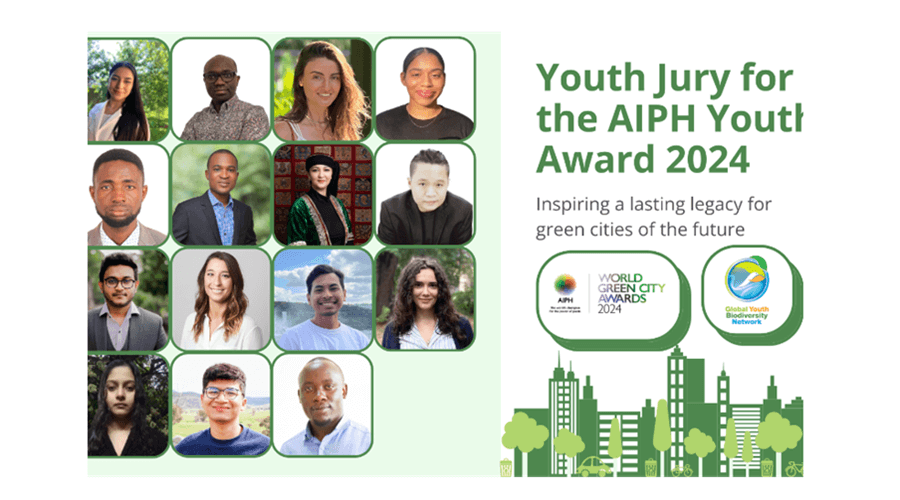 Youth Jury for
the AIPH Youth
Award 2024
Inspiring a lasting legacy for
green cities of the future
AIPH
WORLD
GREEN CITY
AWARDS
2024
Global Youth
Biodiversity
Network